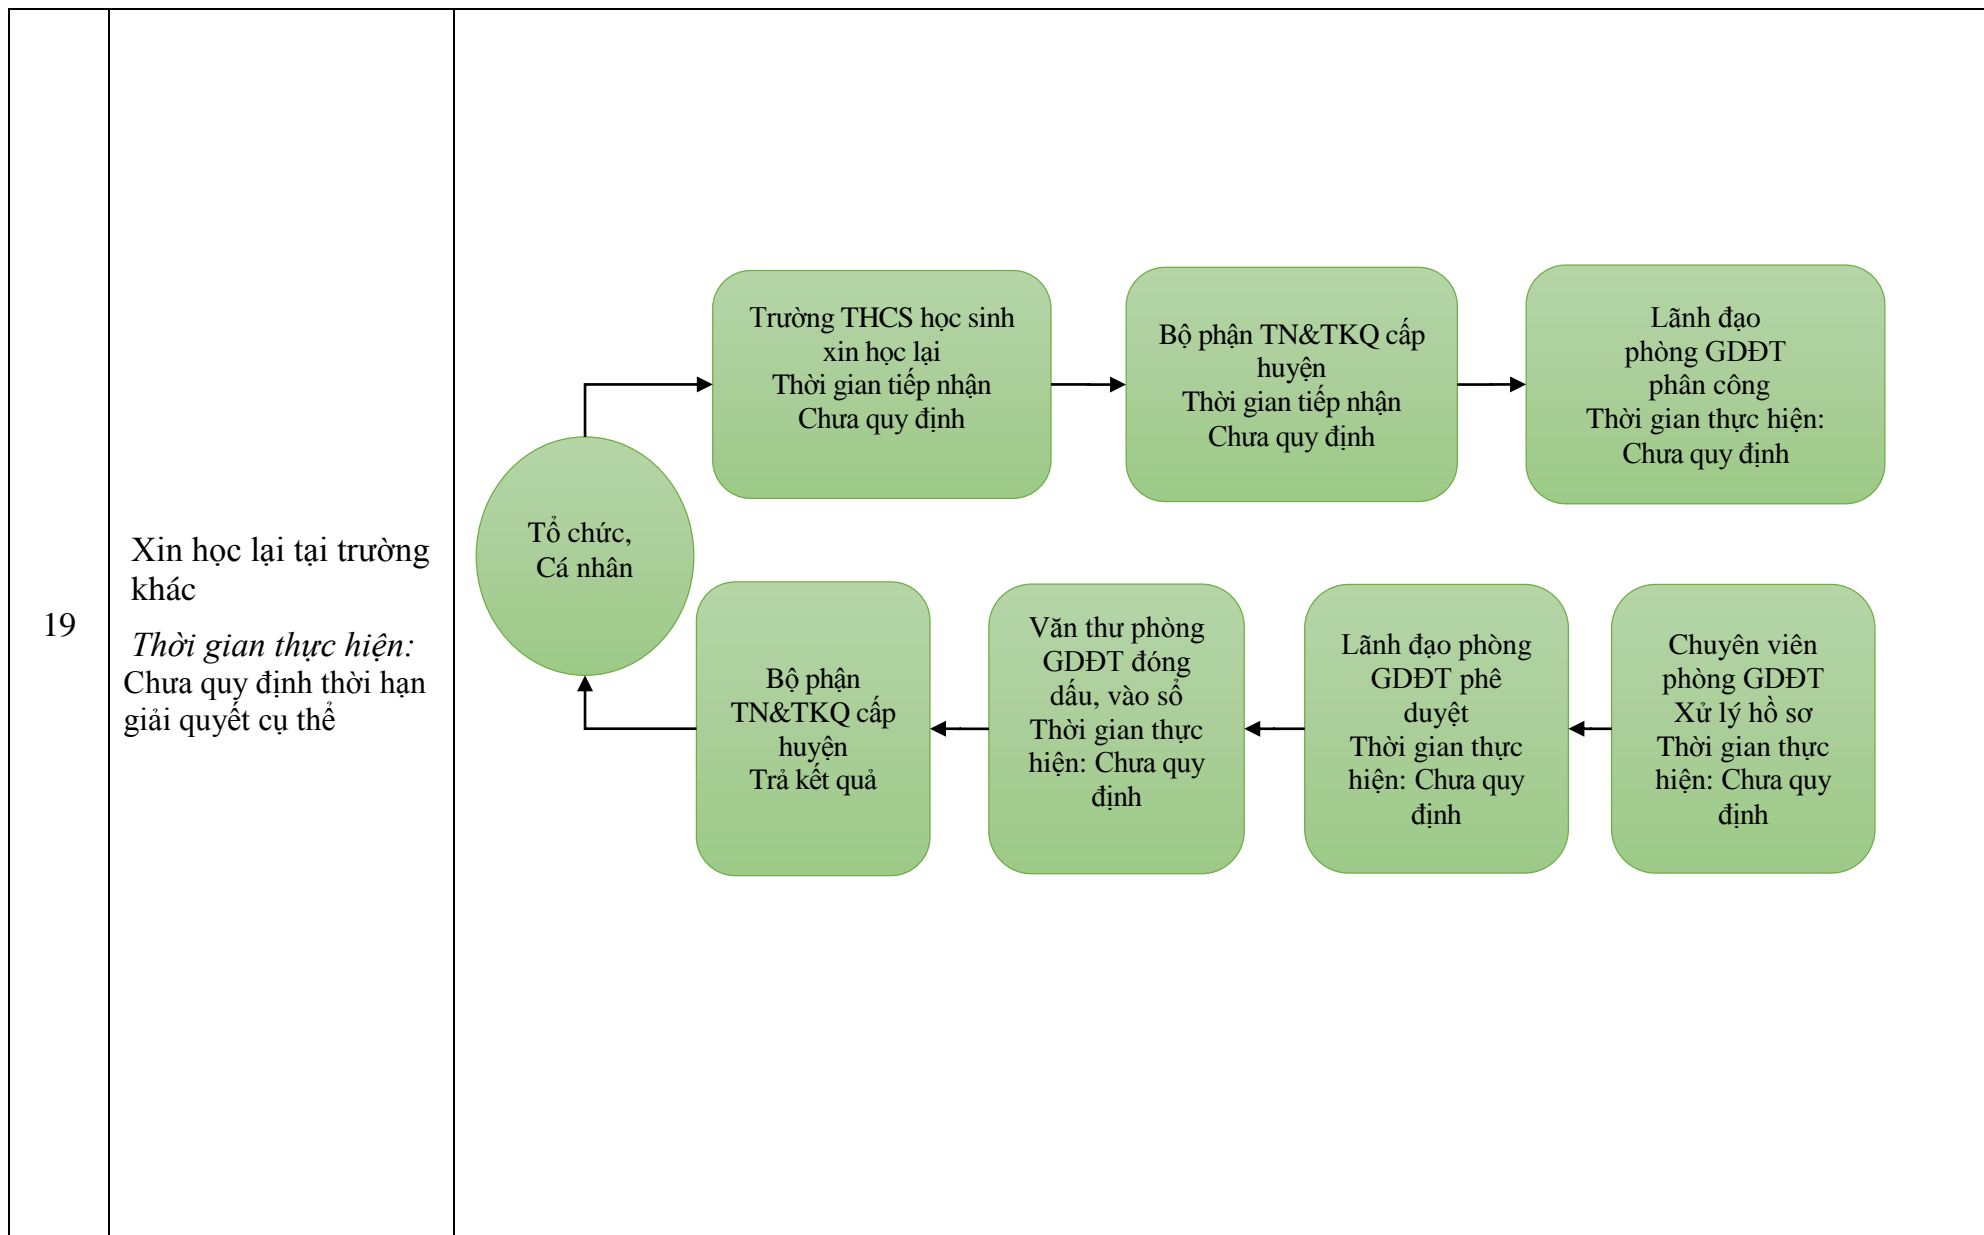 19
Xin học lại tại trường
khác
Thời gian thực hiện:
Chưa quy định thời hạn
giải quyết cụ thể
Tổ chức,
Cá nhân
Trường THCS học sinh
xin học lại
Thời gian tiếp nhận
Chưa quy định
Bộ phận TN&TKQ cấp
huyện
Thời gian tiếp nhận
Chưa quy định
Lãnh đạo
phòng GDĐT
phân công
Thời gian thực hiện:
Chưa quy định
Chuyên viên
phòng GDĐT
Xử lý hồ sơ
Thời gian thực
hiện: Chưa quy
định
Lãnh đạo phòng
GDĐT phê
duyệt
Thời gian thực
hiện: Chưa quy
định
Văn thư phòng
GDĐT đóng
dấu, vào sổ
Thời gian thực
hiện: Chưa quy
định
Bộ phận
TN&TKQ cấp
huyện
Trả kết quả